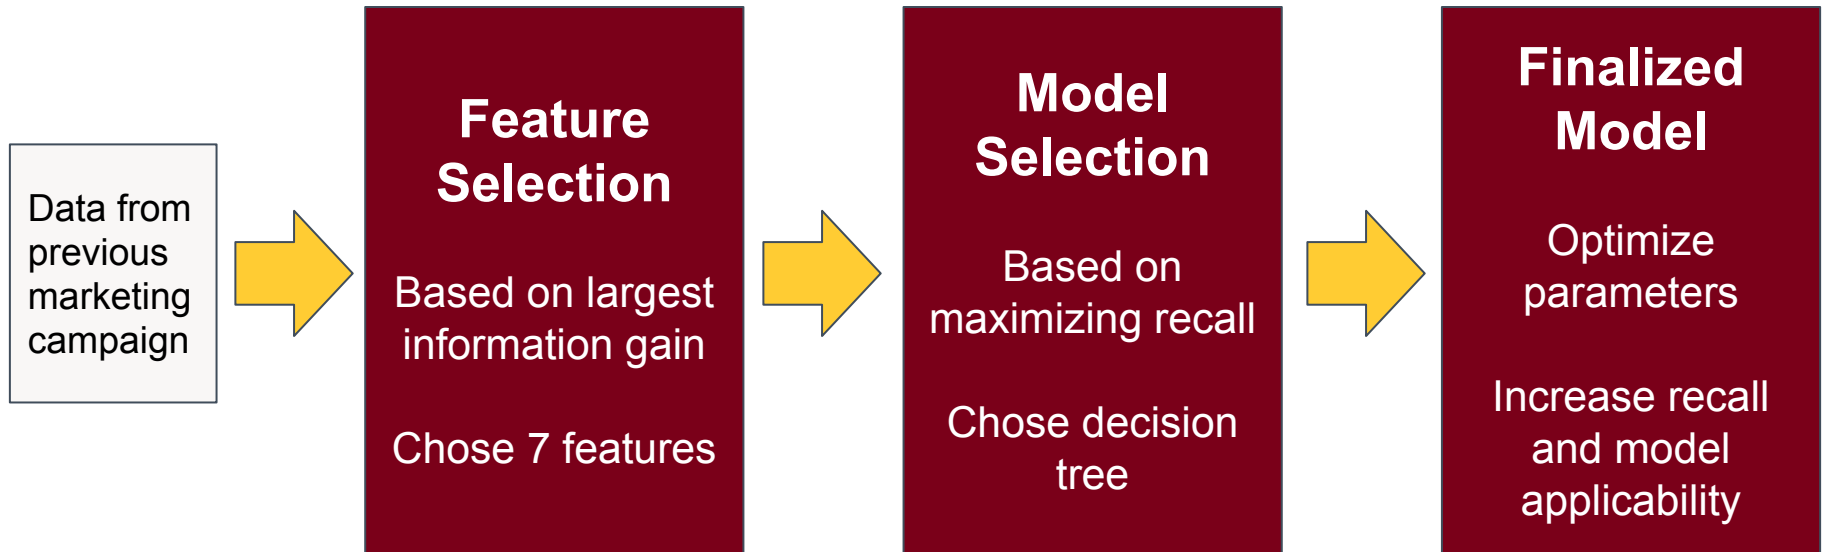 Data from
previous
marketing
campaign
Feature
Selection
Based on largest
information gain
Chose 7 features
Model
Selection
Based on
maximizing recall
Chose decision
tree
Finalized
Model
Optimize
parameters
Increase recall
and model
applicability